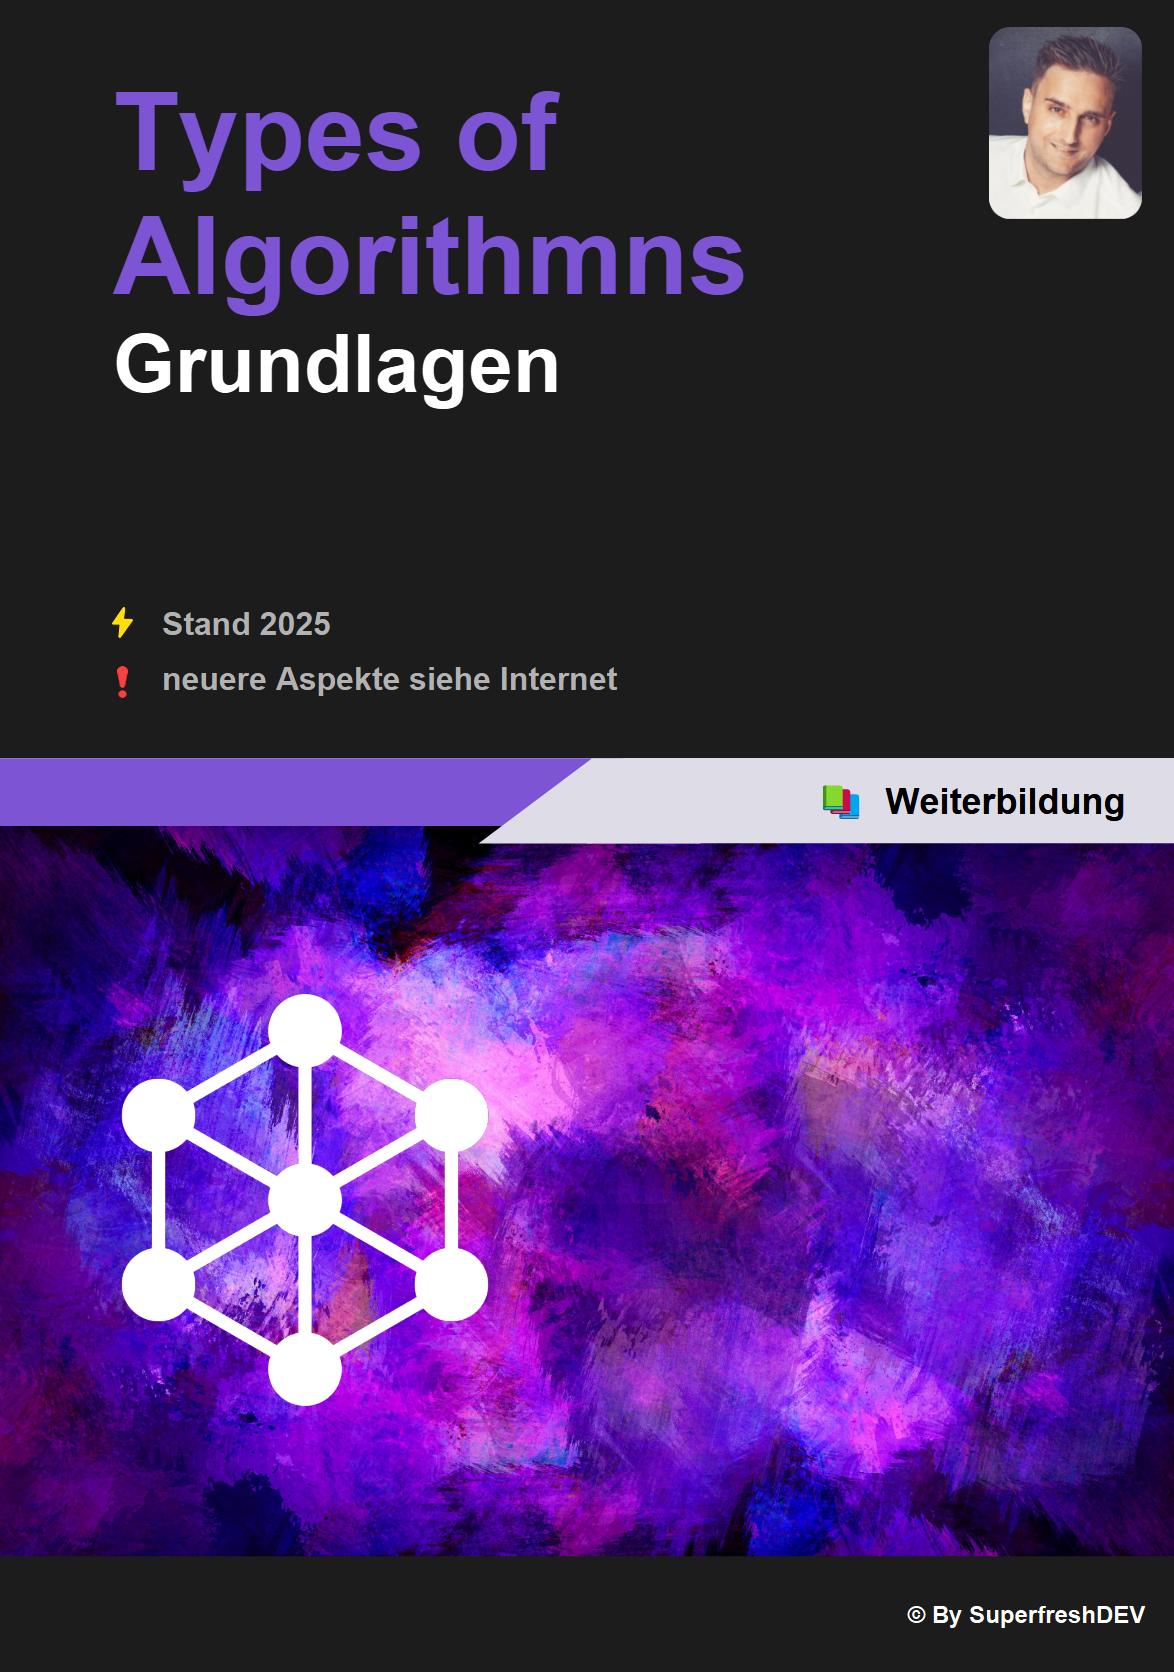 Types of
Algorithmns
Grundlagen
Stand 2025
neuere Aspekte siehe Internet
Weiterbildung
© By SuperfreshDEV